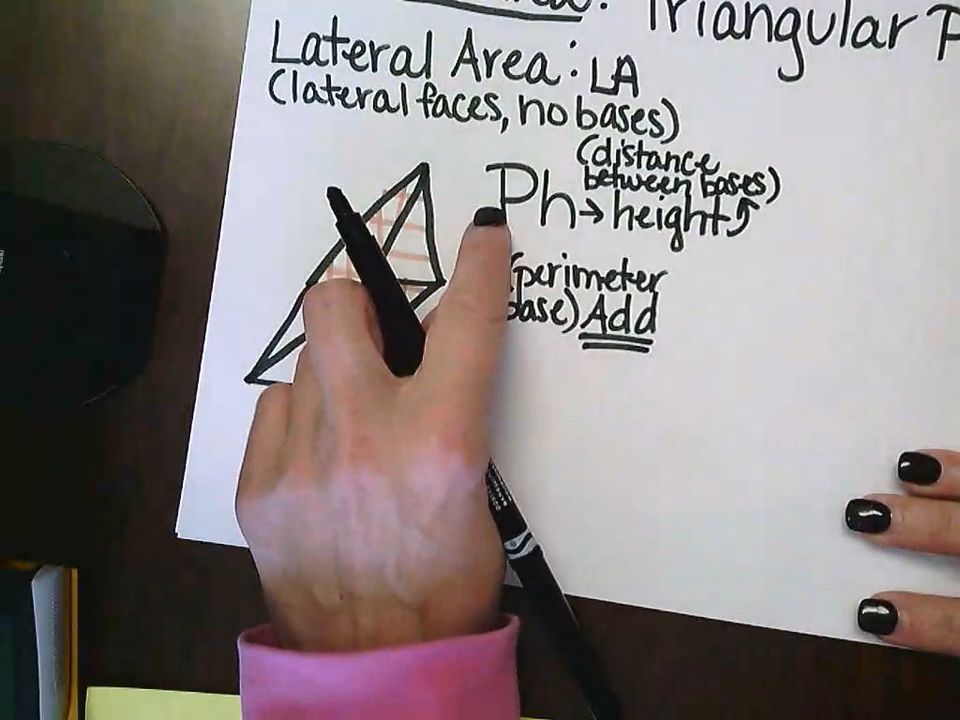 Triangular P
Lateral Area: LA
(lateral faces, no bases)
(distance
between bases)
Ph → height
(perimeter
base) Add